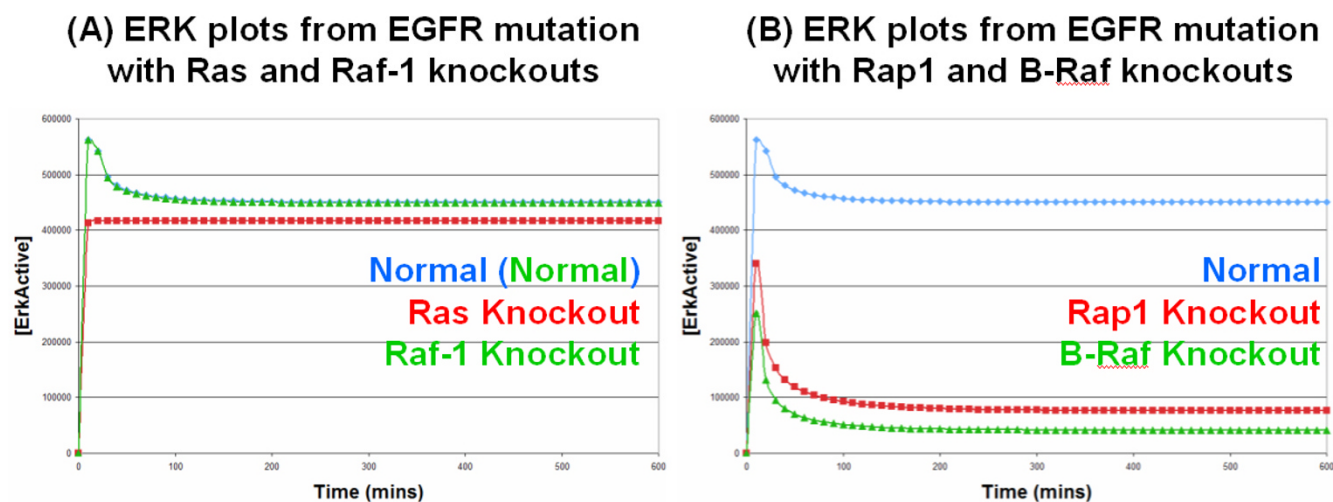 (A) ERK plots from EGFR mutation
with Ras and Raf-1 knockouts
600000
500000
400000
300000
200000
100000
0
[ErkActive]
Normal (Normal)
Ras Knockout
Raf-1 Knockout
0 100 200 300 400 500 600
Time (mins)
(B) ERK plots from EGFR mutation
with Rap1 and B-Raf knockouts
600000
500000
400000
300000
200000
100000
0
[ErkActive]
Normal
Rap1 Knockout
B-Raf Knockout
0 100 200 300 400 500 600
Time (mins)